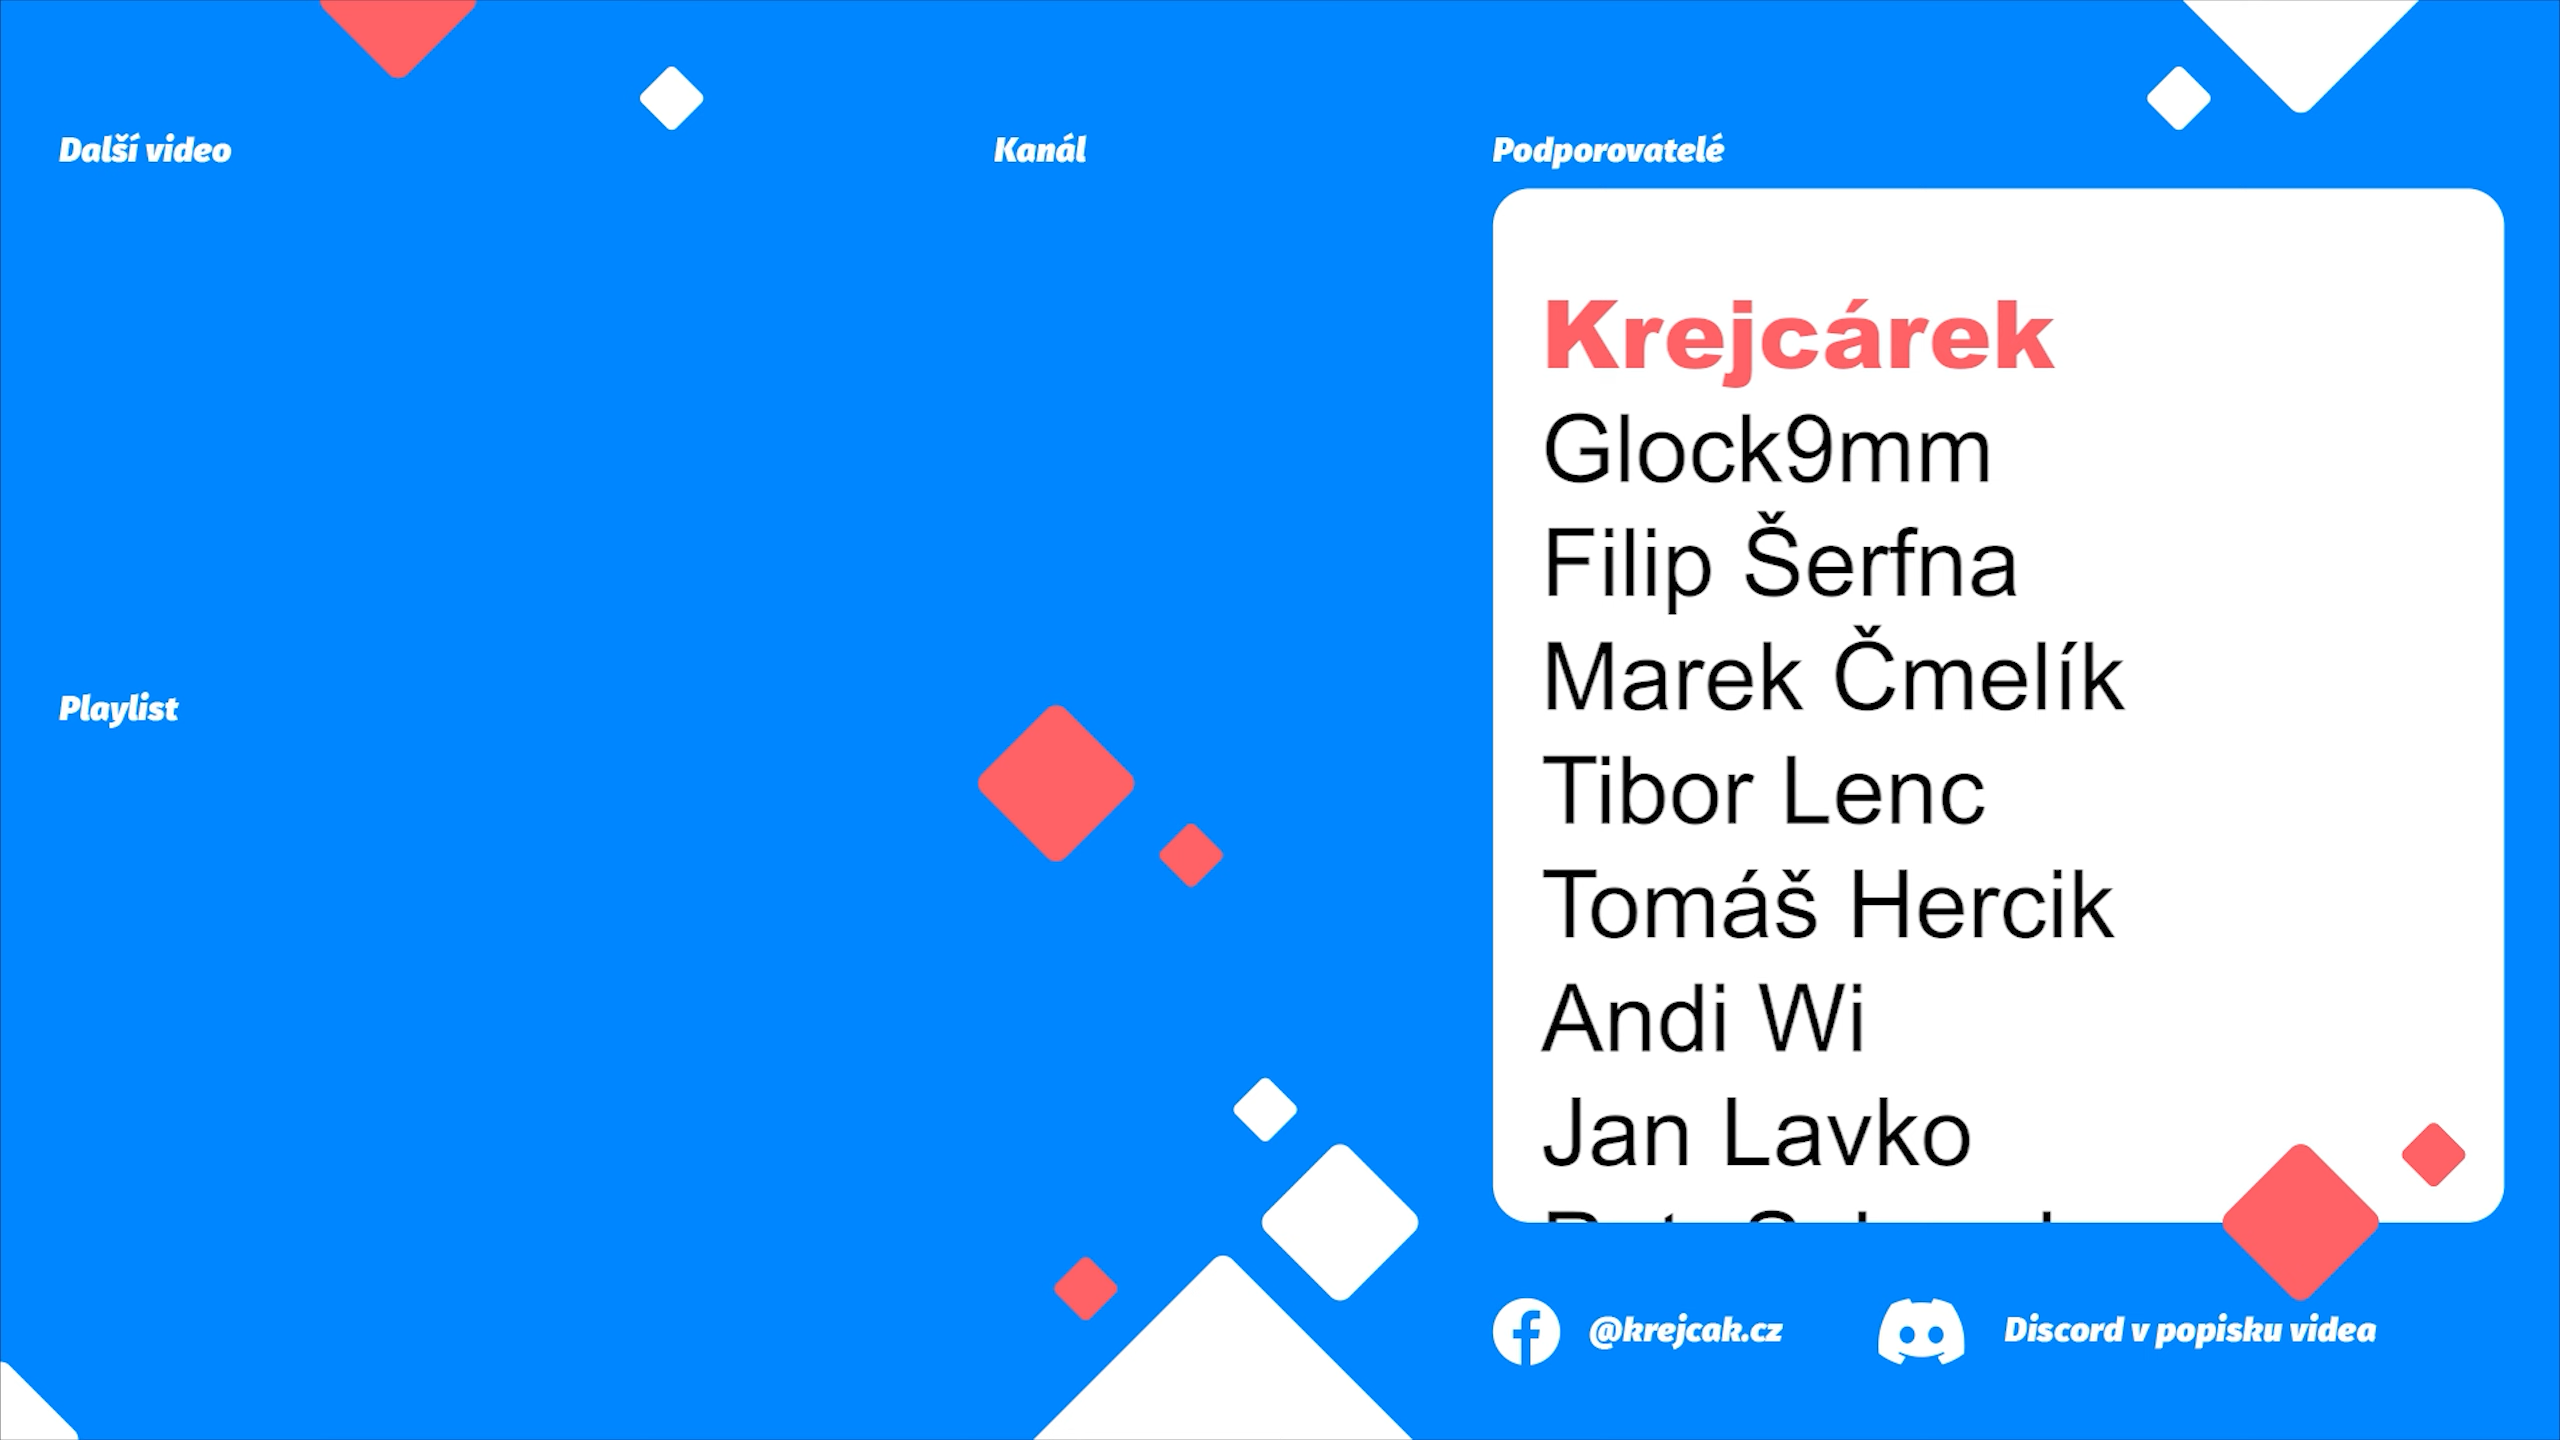 Další video
Kanál
Playlist
Podporovatelé
Krejcárek
Glock9mm
Filip Šerfna
Marek Čmelík
Tibor Lenc
Tomáš Hercik
Andi Wi
Jan Lavko
@krejcak.cz
Discord v popisku videa